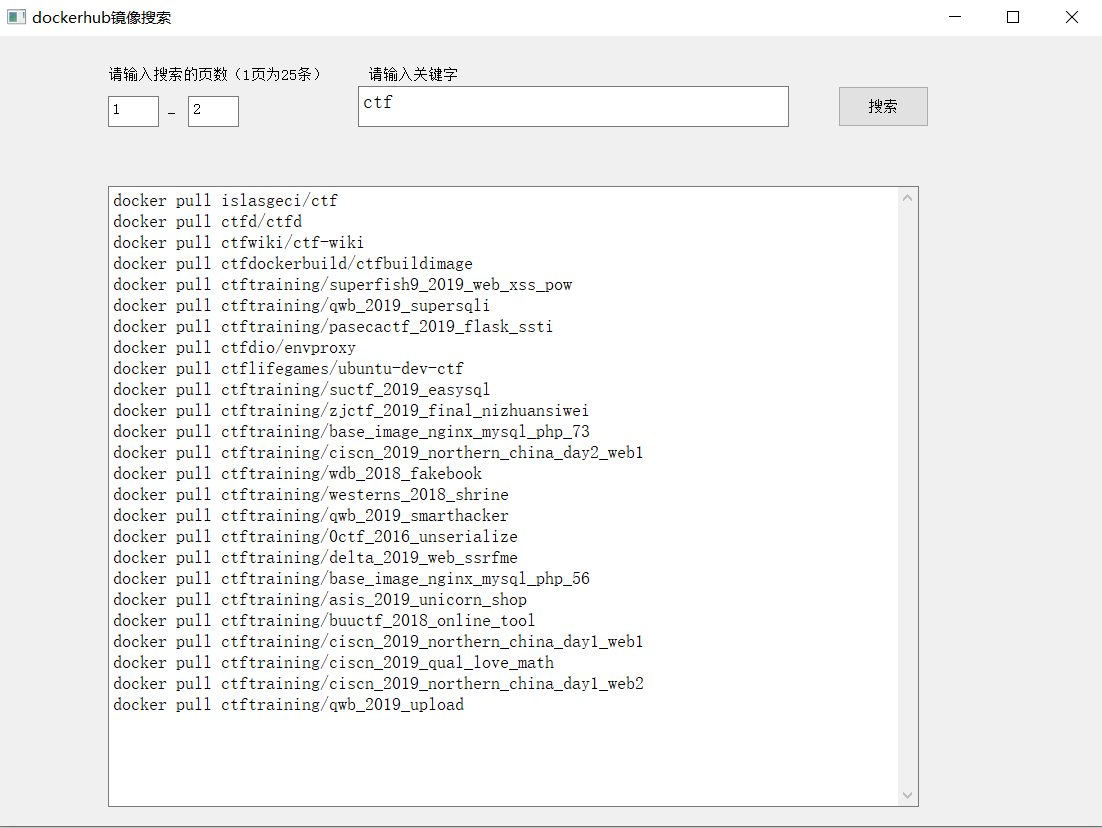 dockerhub镜像搜索
请输入搜索的页数（1页为25条）
请输入关键字
1 - 2
ctf
搜索
docker pull islasgeci/ctf
docker pull ctfd/ctfd
docker pull ctfwiki/ctf-wiki
docker pull ctfdockerbuild/ctfbuildimage
docker pull ctftraining/superfish9_2019_web_xss_pow
docker pull ctftraining/qwb_2019_supersqli
docker pull ctftraining/pasecactf_2019_flask_ssti
docker pull ctfdio/envproxy
docker pull ctflifegames/ubuntu-dev-ctf
docker pull ctftraining/suctf_2019_easysql
docker pull ctftraining/zjctf_2019_final_nizhuansiwei
docker pull ctftraining/base_image_nginx_mysql_php_73
docker pull ctftraining/ciscn_2019_northern_china_day2_web1
docker pull ctftraining/wdb_2018_fakebook
docker pull ctftraining/westerns_2018_shrine
docker pull ctftraining/qwb_2019_smarthacker
docker pull ctftraining/0ctf_2016_unserialize
docker pull ctftraining/delta_2019_web_ssrfme
docker pull ctftraining/base_image_nginx_mysql_php_56
docker pull ctftraining/asis_2019_unicorn_shop
docker pull ctftraining/buuctf_2018_online_tool
docker pull ctftraining/ciscn_2019_northern_china_day1_web1
docker pull ctftraining/ciscn_2019_qual_love_math
docker pull ctftraining/ciscn_2019_northern_china_day1_web2
docker pull ctftraining/qwb_2019_upload